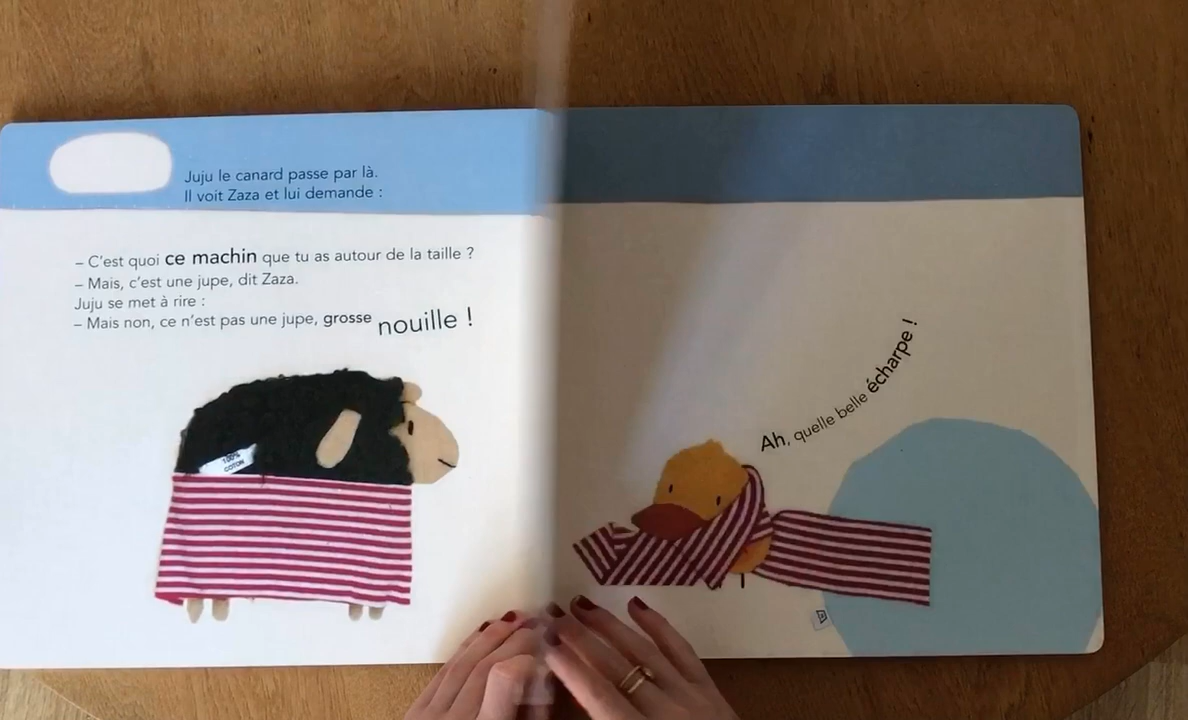 Juju le canard passe par là.
Il voit Zaza et lui demande :
– C'est quoi ce machin que tu as autour de la taille ?
– Mais, c'est une jupe, dit Zaza.
Juju se met à rire :
– Mais non, ce n'est pas une jupe, grosse nouille !
100%
COTON
Ah, quelle belle écharpe !